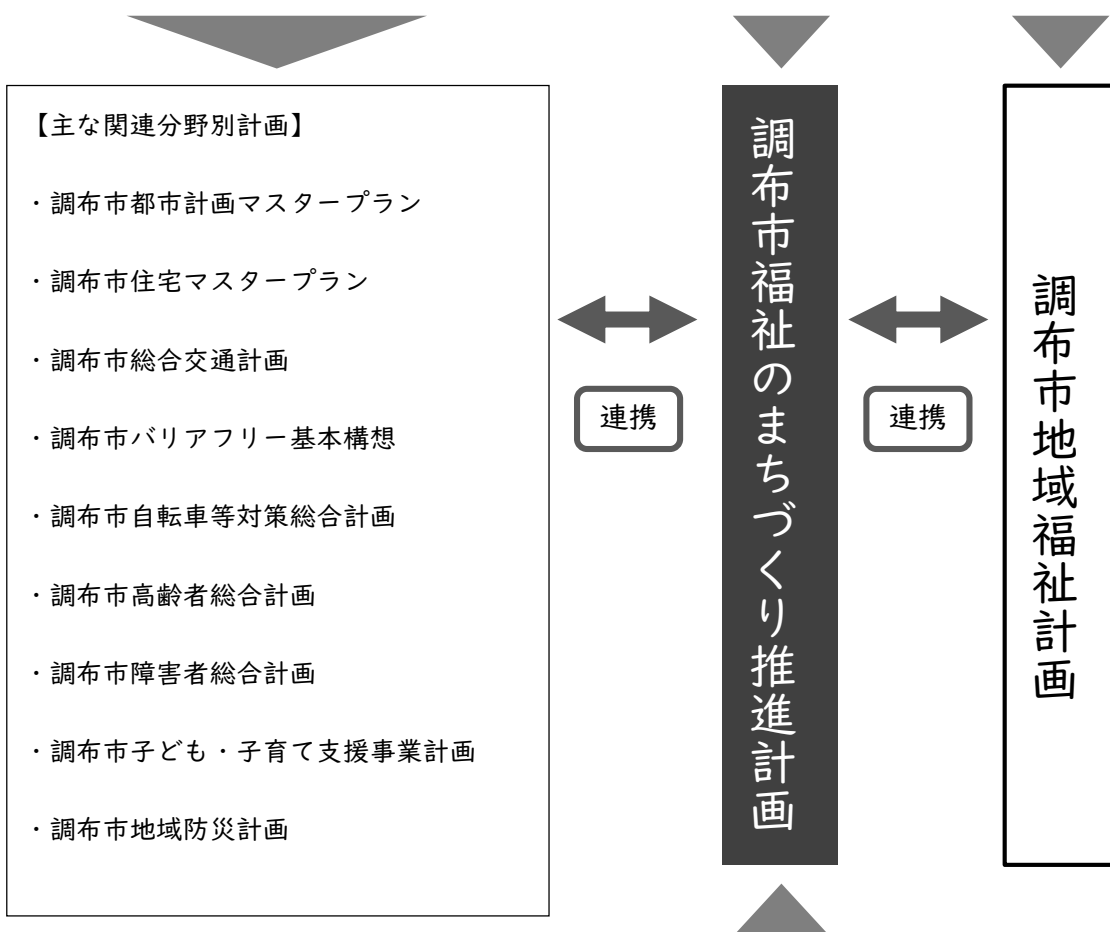 【主な関連分野別計画】
・調布市都市計画マスタープラン
・調布市住宅マスタープラン
・調布市総合交通計画
・調布市バリアフリー基本構想
・調布市自転車等対策総合計画
・調布市高齢者総合計画
・調布市障害者総合計画
・調布市子ども・子育て支援事業計画
・調布市地域防災計画
連携
調布市福祉のまちづくり推進計画
連携
調布市地域福祉計画